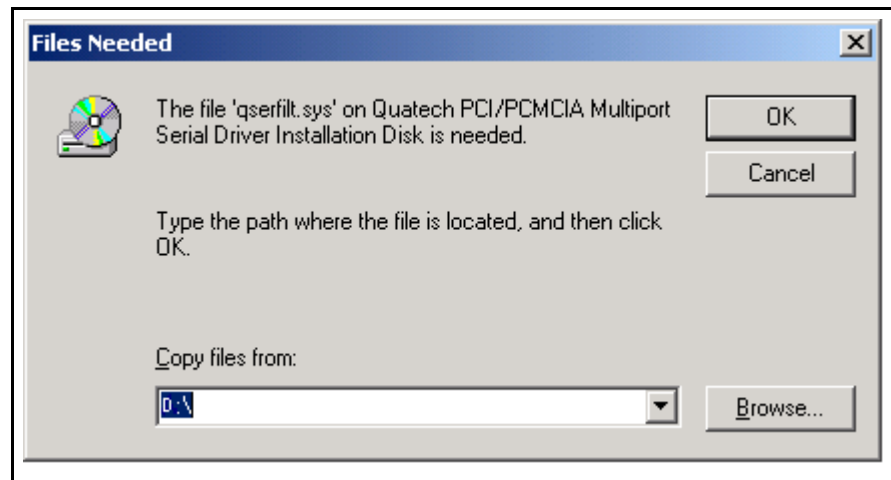 Files Needed
The file 'qserfilt.sys' on Quatech PCI/PCMCIA Multiport
Serial Driver Installation Disk is needed.
OK
Cancel
Type the path where the file is located, and then click
OK.
Copy files from:
D:\
Browse...